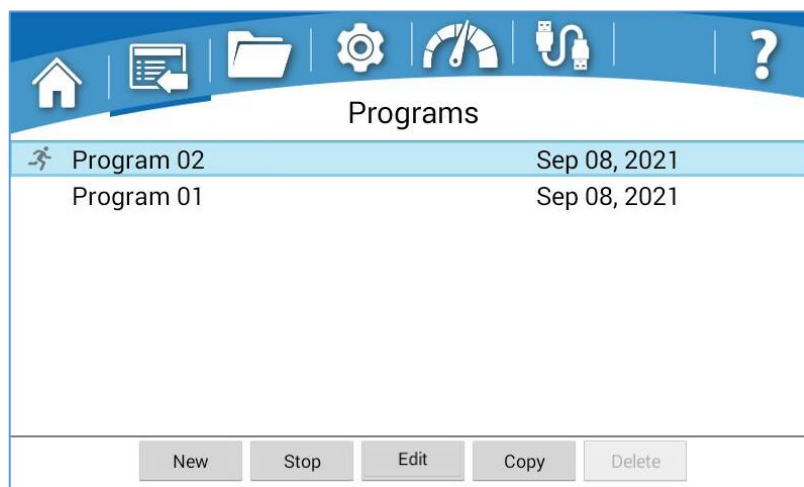 ?
Programs
Program 02 Sep 08, 2021
Program 01 Sep 08, 2021
New Stop Edit Copy Delete